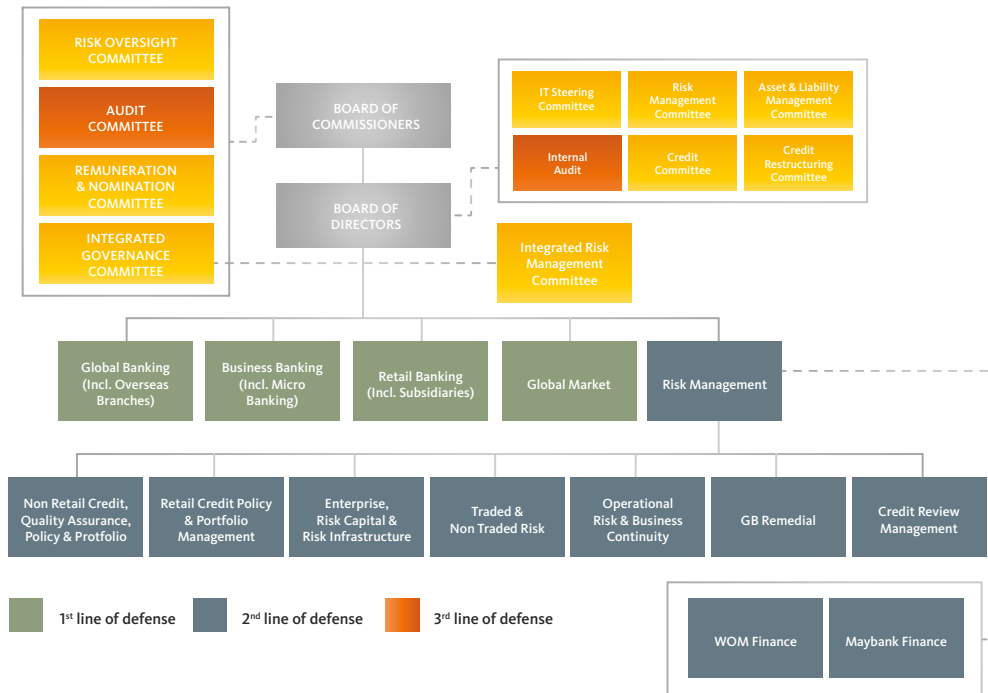 RISK OVERSIGHT
COMMITTEE
AUDIT
COMMITTEE
REMUNERATION
& NOMINATION
COMMITTEE
INTEGRATED
GOVERNANCE
COMMITTEE
BOARD OF
COMMISSIONERS
BOARD OF
DIRECTORS
IT Steering
Committee
Risk
Management
Committee
Asset & Liability
Management
Committee
Internal
Audit
Credit
Committee
Credit
Restructuring
Committee
Integrated Risk
Management
Committee
Global Banking
(Incl. Overseas
Branches)
Business Banking
(Incl. Micro
Banking)
Retail Banking
(Incl. Subsidiaries)
Global Market
Risk Management
Non Retail Credit,
Quality Assurance,
Policy & Protfolio
Retail Credit Policy
& Portfolio
Management
Enterprise,
Risk Capital &
Risk Infrastructure
Traded &
Non Traded Risk
Operational
Risk & Business
Continuity
GB Remedial
Credit Review
Management
1st line of defense
2nd line of defense
3rd line of defense
WOM Finance
Maybank Finance